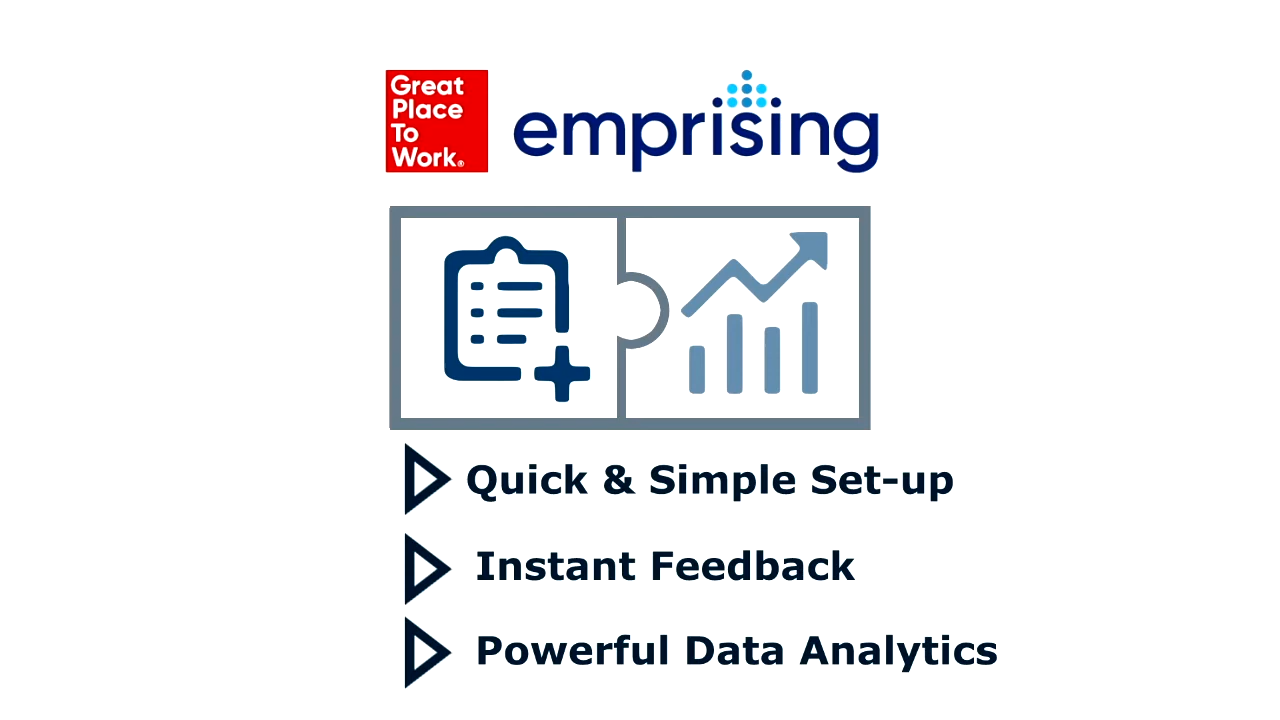 Great
Place
To
Work®
emprising
Quick & Simple Set-up
Instant Feedback
Powerful Data Analytics